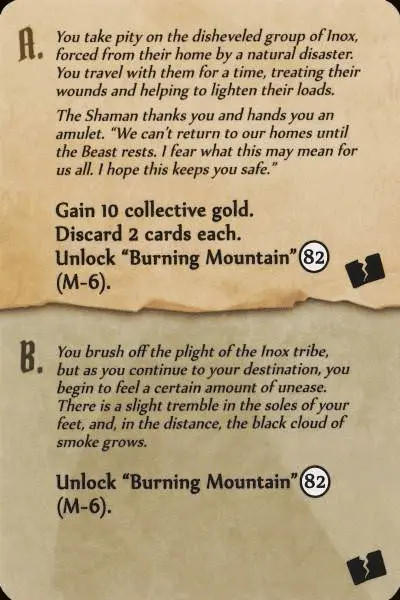 A. You take pity on the disheveled group of Inox,
forced from their home by a natural disaster.
You travel with them for a time, treating their
wounds and helping to lighten their loads.
The Shaman thanks you and hands you an
amulet. “We can’t return to our homes until
the Beast rests. I fear what this may mean for
us all. I hope this keeps you safe.”
Gain 10 collective gold.
Discard 2 cards each.
Unlock “Burning Mountain” 82
(M-6).
B. You brush off the plight of the Inox tribe,
but as you continue to your destination, you
begin to feel a certain amount of unease.
There is a slight tremble in the soles of your
feet, and, in the distance, the black cloud of
smoke grows.
Unlock “Burning Mountain” 82
(M-6).